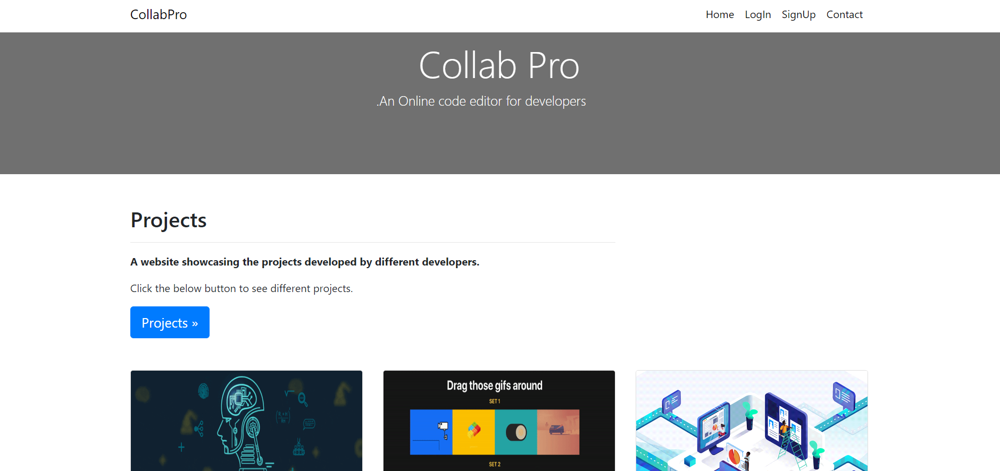 CollabPro
Home LogIn SignUp Contact
Collab Pro
.An Online code editor for developers
Projects
A website showcasing the projects developed by different developers.
Click the below button to see different projects.
Projects »
Drag those gifs around
SET 1
SET 2